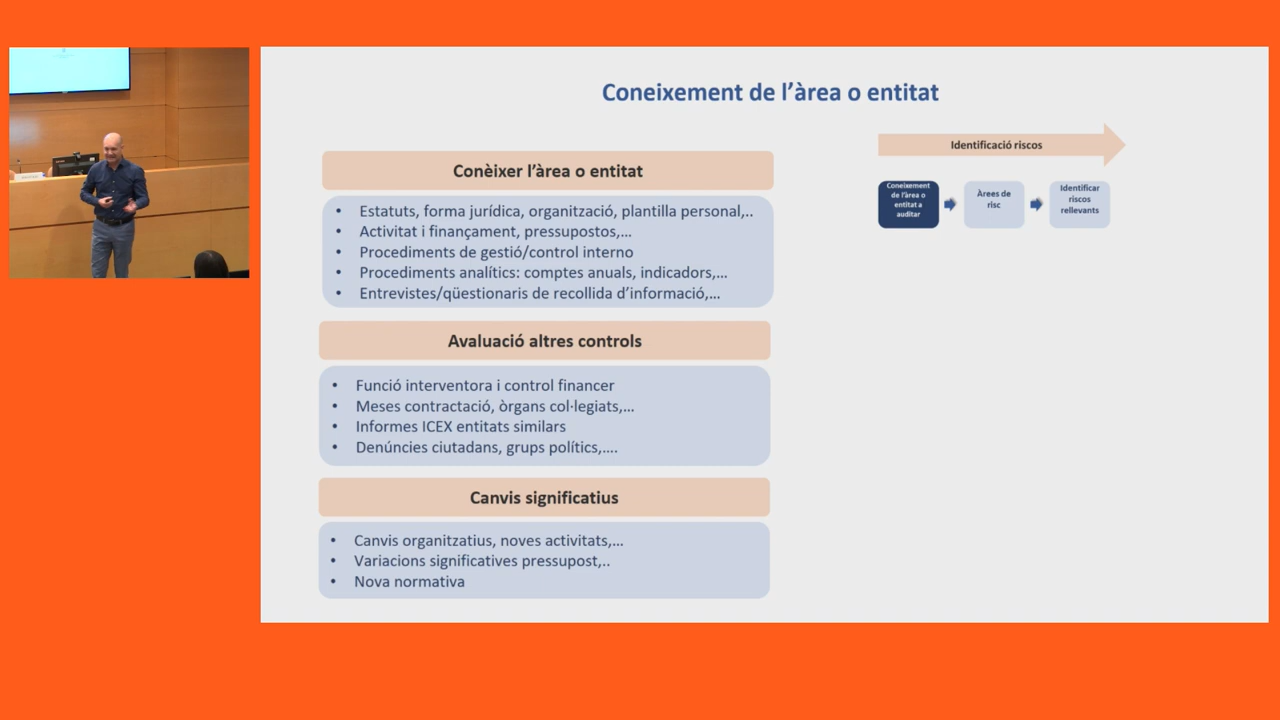 Coneixement de l'àrea o entitat
Identificació riscos
Coneixement
de l'àrea o
entitat a
auditar
Àrees de
risc
Identificar
riscos
rellevants
Conèixer l'àrea o entitat
• Estatuts, forma jurídica, organització, plantilla personal,..
• Activitat i finançament, pressupostos,...
• Procediments de gestió/control interno
• Procediments analítics: comptes anuals, indicadors,...
• Entrevistes/qüestionaris de recollida d'informació,...
Avaluació altres controls
• Funció interventora i control financer
• Meses contractació, òrgans col·legiats,...
• Informes ICEX entitats similars
• Denúncies ciutadans, grups polítics,....
Canvis significatius
• Canvis organitzatius, noves activitats,...
• Variacions significatives pressupost,..
• Nova normativa